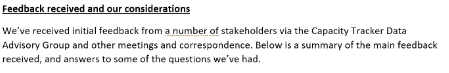 Feedback received and our considerations
We've received initial feedback from a number of stakeholders via the Capacity Tracker Data
Advisory Group and other meetings and correspondence. Below is a summary of the main feedback
received, and answers to some of the questions we've had.